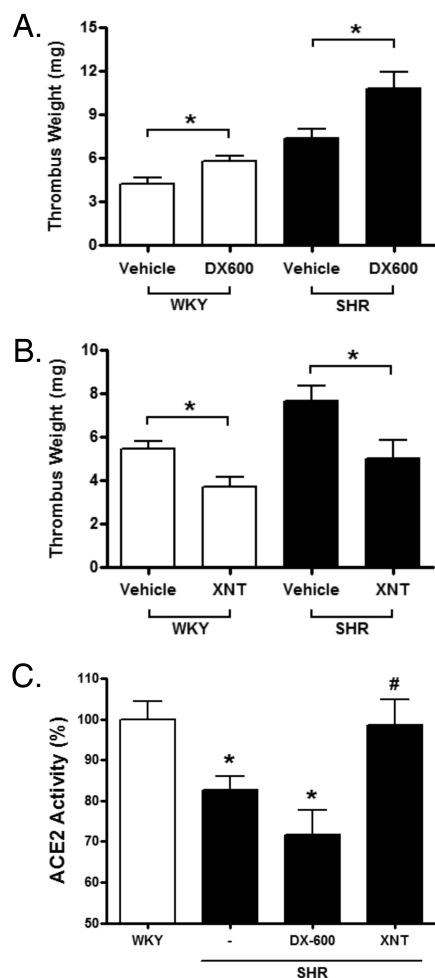 A.
Thrombus Weight (mg)
15
12
9
6
3
0
*
*
Vehicle DX600 Vehicle DX600
WKY SHR
B.
Thrombus Weight (mg)
10
8
6
4
2
0
*
*
Vehicle XNT Vehicle XNT
WKY SHR
C.
ACE2 Activity (%)
110
100
90
80
70
60
50
*
*
#
WKY - DX-600 XNT
SHR